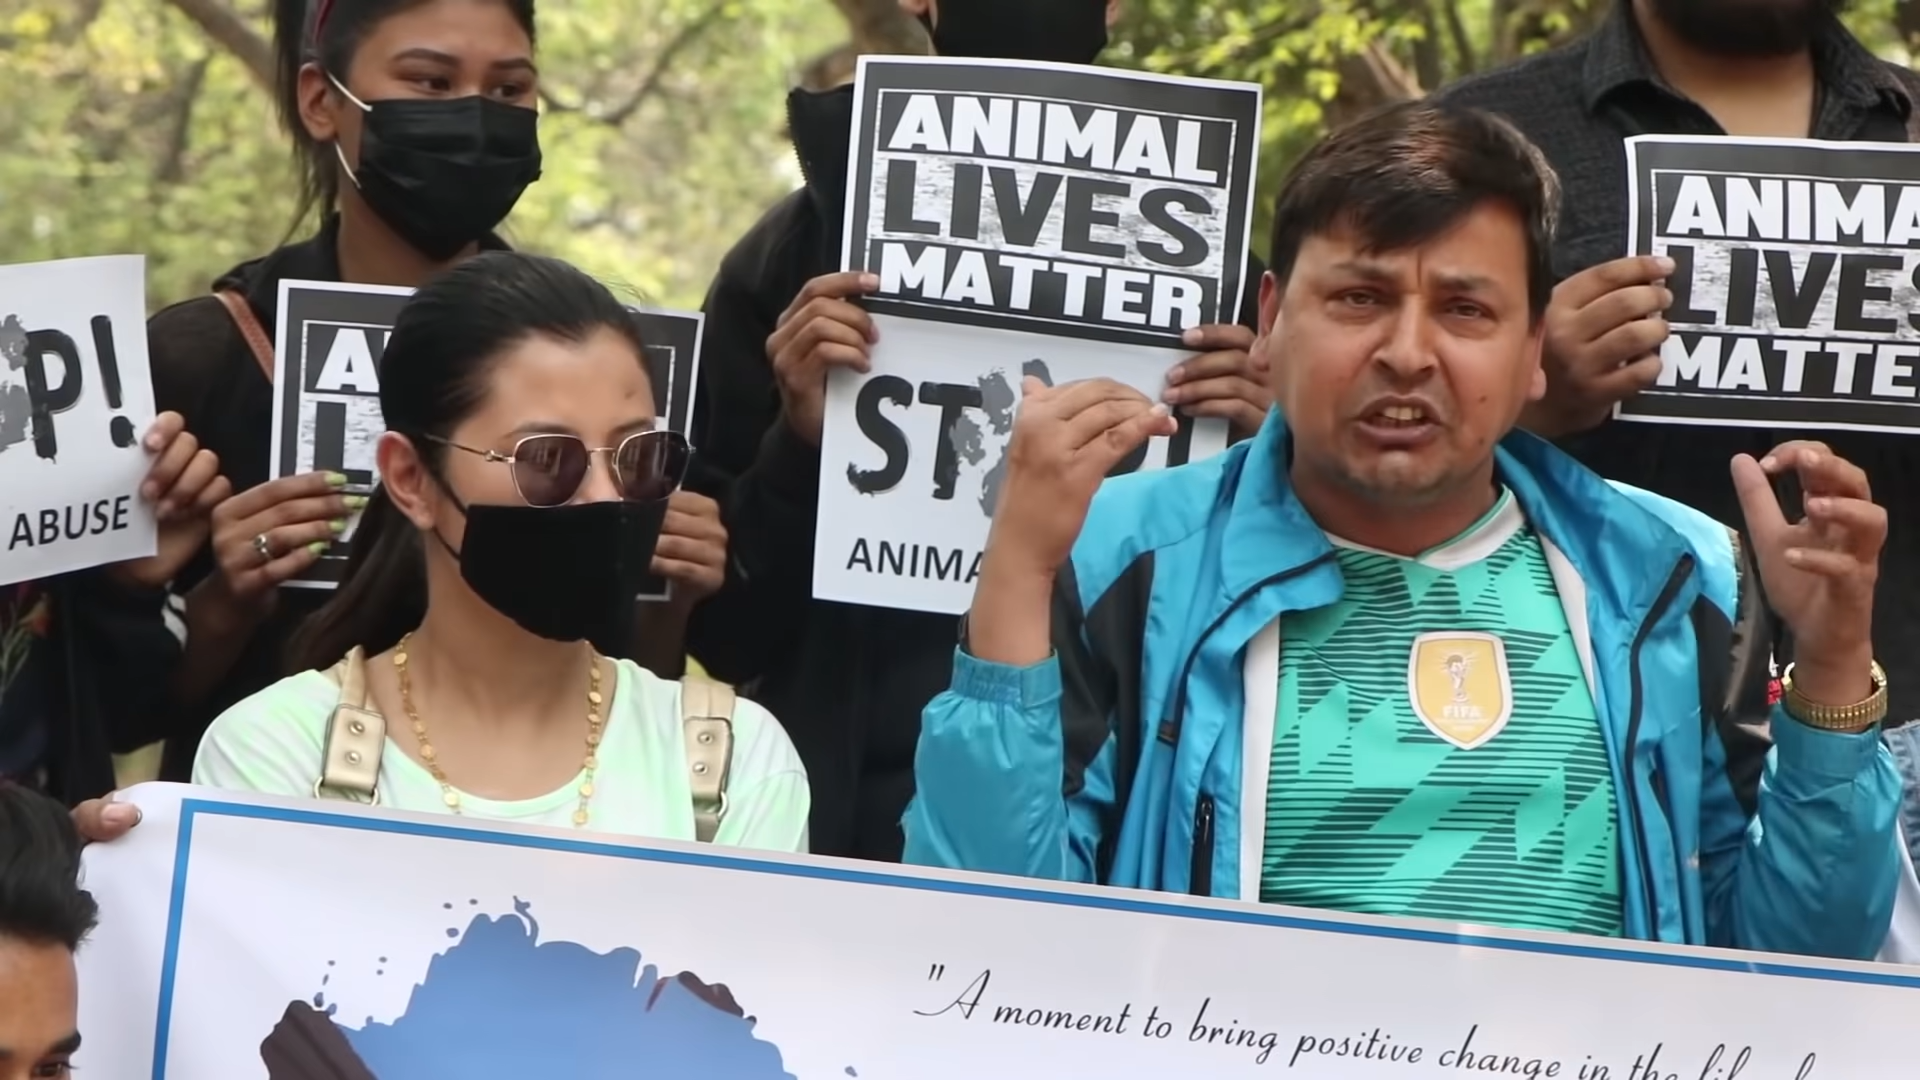 ANIMAL
LIVES
MATTER
ANIMA
LIVES
MATTE
P!
ABUSE
A
L
ST
ANIMA
FIFA
"A moment to bring positive change in the